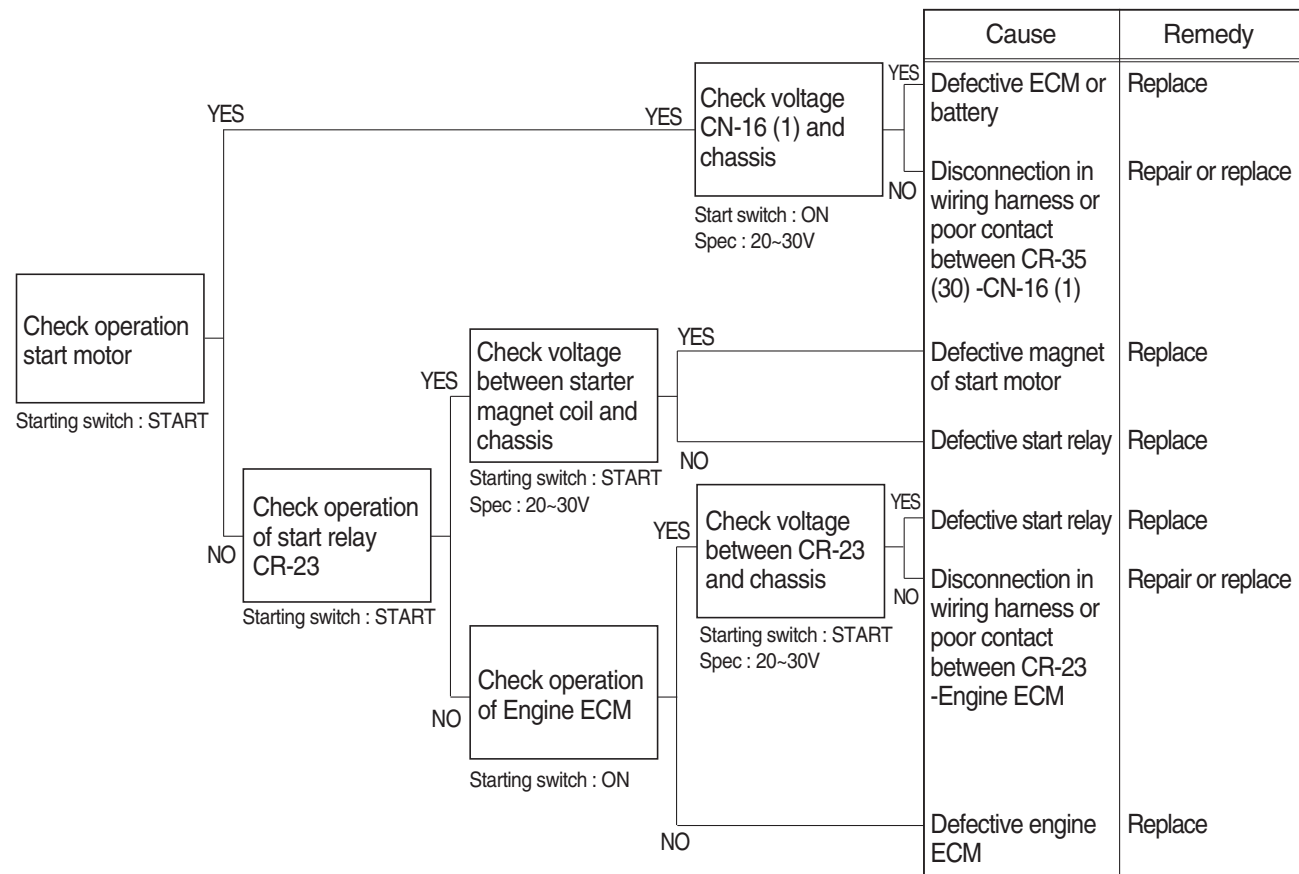 Cause
Remedy
YES
YES
Check voltage
CN-16 (1) and
chassis
Start switch : ON
Spec : 20~30V
YES
Defective ECM or
battery
Replace
NO
Disconnection in
wiring harness or
poor contact
between CR-35
(30) -CN-16 (1)
Repair or replace
Check operation
start motor
Starting switch : START
YES
Check voltage
between starter
magnet coil and
chassis
Starting switch : START
Spec : 20~30V
YES
Defective magnet
of start motor
Replace
NO
Defective start relay
Replace
NO
Check operation
of start relay
CR-23
Starting switch : START
YES
Check voltage
between CR-23
and chassis
Starting switch : START
Spec : 20~30V
YES
Defective start relay
Replace
NO
Disconnection in
wiring harness or
poor contact
between CR-23
-Engine ECM
Repair or replace
NO
Check operation
of Engine ECM
Starting switch : ON
NO
Defective engine
ECM
Replace